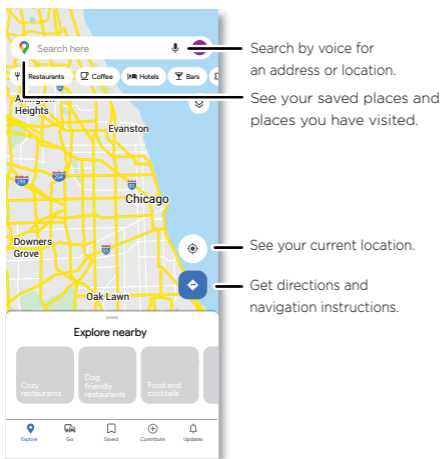 Search here
Restaurants
Coffee
Hotels
Bars
Arlington
Heights
Evanston
Chicago
Downers
Grove
Oak Lawn
Explore nearby
Cozy
restaurants
Dog
friendly
restaurants
Food and
cocktails
Explore
Go
Saved
Contribute
Updates
Search by voice for
an address or location.
See your saved places and
places you have visited.
See your current location.
Get directions and
navigation instructions.